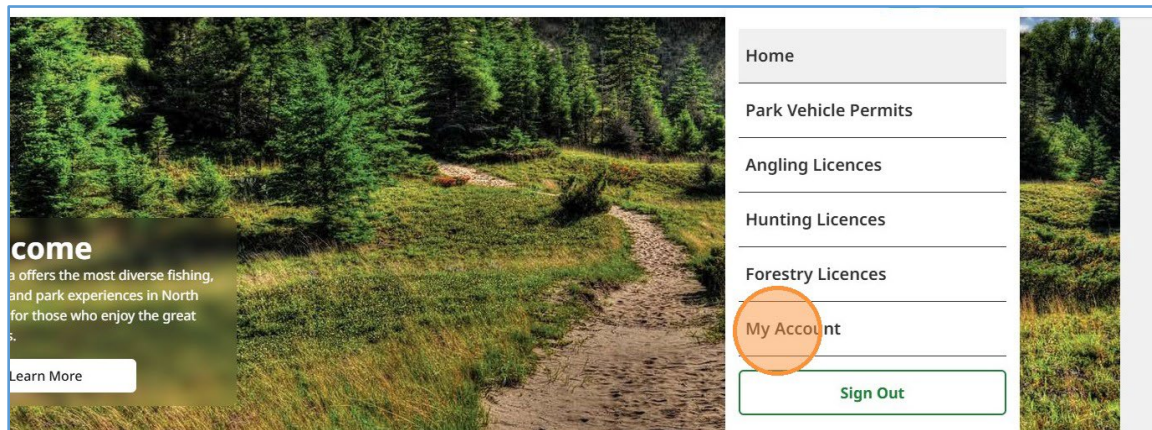 Home
Park Vehicle Permits
Angling Licences
Hunting Licences
Forestry Licences
My Account
Sign Out
come
a offers the most diverse fishing,
and park experiences in North
for those who enjoy the great
s.
Learn More